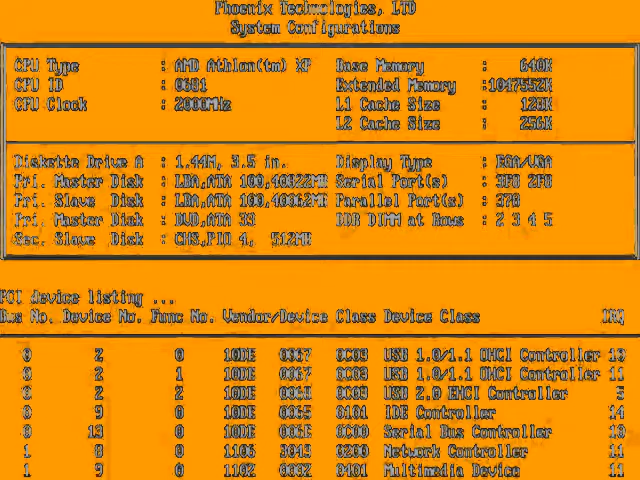 Phoenix Technologies, LTD
System Configurations
CPU Type : AMD Athlon(tm) XP Base Memory : 640K
CPU ID : 0681 Extended Memory :1047552K
CPU Clock : 2000MHz L1 Cache Size : 128K
L2 Cache Size : 256K
Diskette Drive A : 1.44M, 3.5 in. Display Type : EGA/VGA
Pri. Master Disk : LBA,ATA 100, Serial Port(s) : 3F8 2F8
Pri. Slave Disk : LBA,ATA 100, Parallel Port(s) : 378
Pri. Master Disk : DVD,ATA 33 DDR DIMM at Rows : 2 3 4 5
Sec. Slave Disk : CHS,PIO 4, 512MB
PCI device listing ...
Bus No. Device No. Func No. Vendor/Device Class Device Class IRQ
0 2 0 10DE 0067 0C03 USB 1.0/1.1 OHCI Controller
0 2 1 10DE 0067 0C03 USB 1.0/1.1 OHCI Controller 11
0 2 2 10DE 0068 0C03 USB 2.0 EHCI Controller 5
0 9 0 10DE 0065 0101 IDE Controller 14
0 13 0 10DE 006E 0C00 Serial Bus Controller
1 0 1106 3043 0200 Network Controller 11
1 9 0 1102 0002 0401 Multimedia Device 11